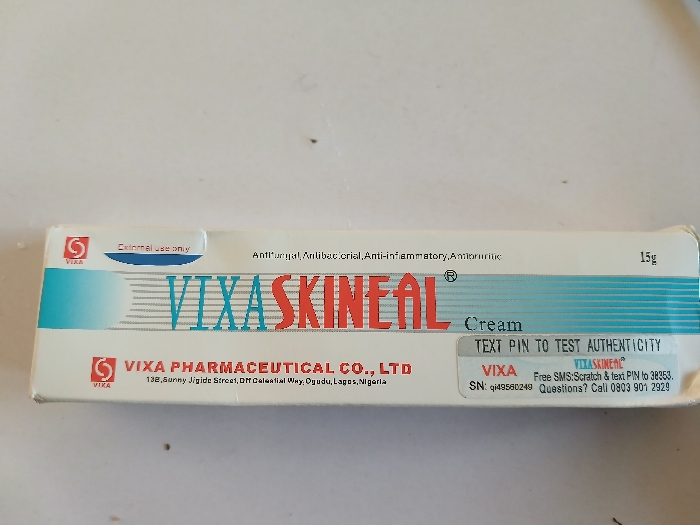 VIXA
External use only
Antifungal,Antibacterial,Anti-inflammatory,Antipruritic
15g
VIXASKINEAL®
Cream
VIXA
VIXA PHARMACEUTICAL CO., LTD
13B,Sunny Jigide Street,Off Celestial Way,Ogudu,Lagos,Nigeria
TEXT PIN TO TEST AUTHENTICITY
VIXA
VIXASKINEAL®
Free SMS:Scratch & text PIN to 38353.
SN: qi49560249
Questions? Call 0803 901 2929